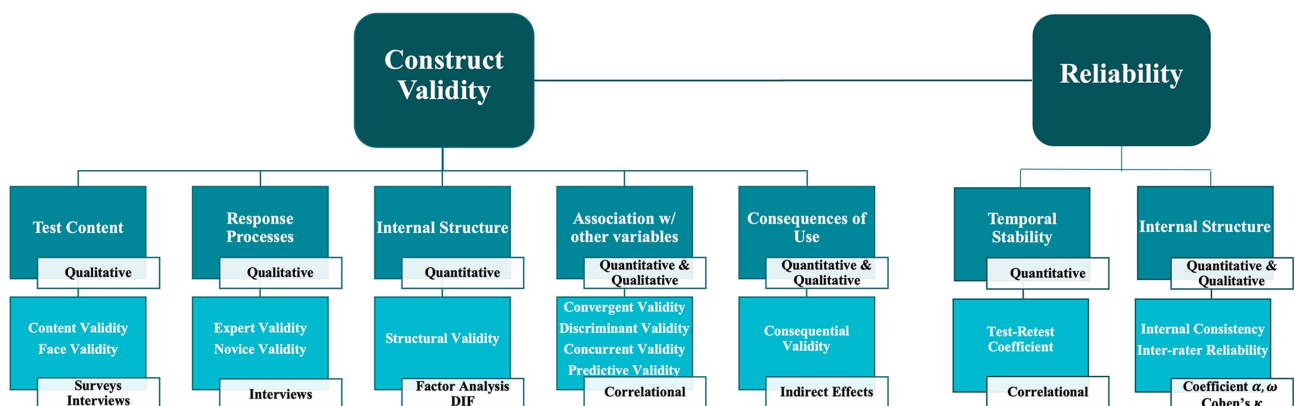 Construct
Validity
Reliability
Test Content
Qualitative
Response
Processes
Qualitative
Internal Structure
Quantitative
Association w/
other variables
Quantitative &
Qualitative
Consequences of
Use
Quantitative &
Qualitative
Temporal
Stability
Quantitative
Internal Structure
Quantitative &
Qualitative
Content Validity
Face Validity
Surveys
Interviews
Expert Validity
Novice Validity
Interviews
Structural Validity
Factor Analysis
DIF
Convergent Validity
Discriminant Validity
Concurrent Validity
Predictive Validity
Correlational
Consequential
Validity
Indirect Effects
Test-Retest
Coefficient
Correlational
Internal Consistency
Inter-rater Reliability
Coefficient α, ω
Cohen's κ